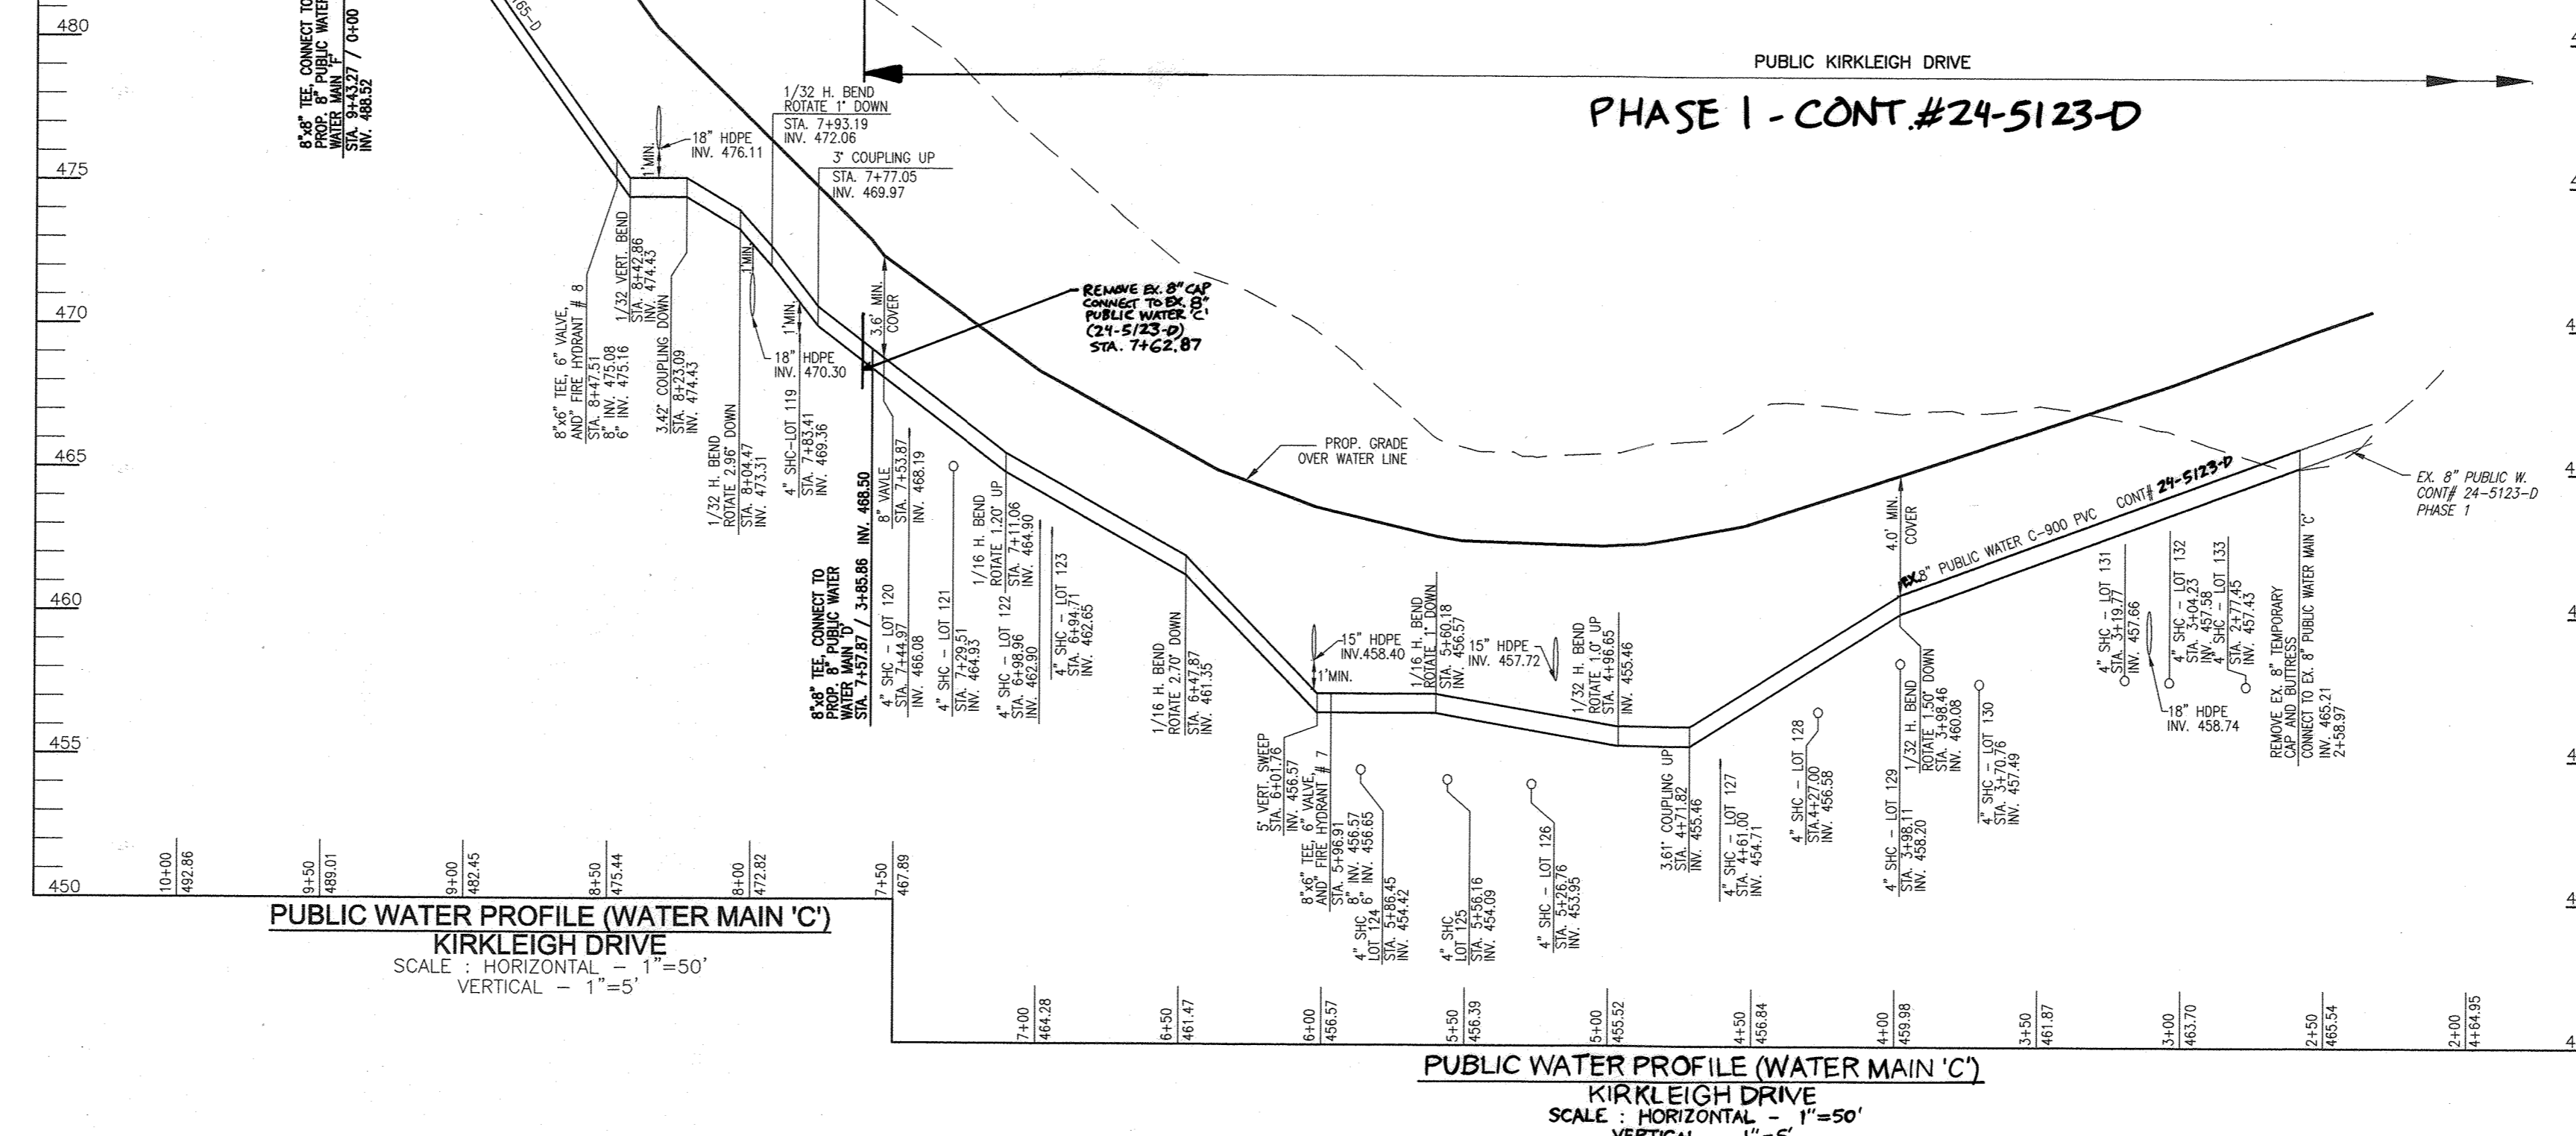 480
475
470
465
460
455
450
8"x8" TEE, CONNECT TO
PROP. 8" PUBLIC WATER
WATER MAIN 'F'
STA. 9+43.27 / 0+00
INV. 488.52
165-D
1'MIN.
18" HDPE
INV. 476.11
1/32 H. BEND
ROTATE 1° DOWN
STA. 7+93.19
INV. 472.06
3° COUPLING UP
STA. 7+77.05
INV. 469.97
PUBLIC KIRKLEIGH DRIVE
PHASE 1 - CONT.#24-5123-D
8"x6" TEE, 6" VALVE,
AND" FIRE HYDRANT # 8
STA. 8+47.51
8" INV. 475.08
6" INV. 475.16
1/32 VERT. BEND
STA. 8+42.86
INV. 474.43
3.42° COUPLING DOWN
STA. 8+23.09
INV. 474.43
1/32 H. BEND
ROTATE 2.96° DOWN
STA. 8+04.47
INV. 473.31
1'MIN.
18" HDPE
INV. 470.30
1'MIN.
4" SHC-LOT 119
STA. 7+83.41
INV. 469.36
3.6' MIN.
COVER
REMOVE EX. 8" CAP
CONNECT TO EX. 8"
PUBLIC WATER 'C'
(24-5123-D)
STA. 7+62.87
8"x8" TEE, CONNECT TO
PROP. 8" PUBLIC WATER
WATER MAIN 'D'
STA. 7+57.87 / 3+85.86 INV. 468.50
8" VAVLE
STA. 7+53.87
INV. 468.19
4" SHC - LOT 120
STA. 7+44.97
INV. 466.08
4" SHC - LOT 121
STA. 7+29.51
INV. 464.93
1/16 H. BEND
ROTATE 1.20° UP
STA. 7+11.06
INV. 464.90
4" SHC - LOT 122
STA. 6+98.96
INV. 462.90
4" SHC - LOT 123
STA. 6+94.71
INV. 462.65
1/16 H. BEND
ROTATE 2.70° DOWN
STA. 6+47.87
INV. 461.35
PROP. GRADE
OVER WATER LINE
15" HDPE
INV.458.40
1'MIN.
5° VERT. SWEEP
STA. 6+01.76
INV. 456.57
8"x6" TEE, 6" VALVE,
AND" FIRE HYDRANT # 7
STA. 5+96.91
8" INV. 456.57
6" INV. 456.65
4" SHC
LOT 124
STA. 5+86.45
INV. 454.42
1/16 H. BEND
ROTATE 1° DOWN
STA. 5+60.18
INV. 456.57
4" SHC
LOT 125
STA. 5+56.16
INV. 454.09
15" HDPE
INV. 457.72
4" SHC - LOT 126
STA. 5+26.76
INV. 453.95
1/32 H. BEND
ROTATE 1.0° UP
STA. 4+96.65
INV. 455.46
3.61° COUPLING UP
STA. 4+71.82
INV. 455.46
4" SHC - LOT 127
STA. 4+61.00
INV. 454.71
4" SHC - LOT 128
STA.4+27.00
INV. 456.58
4.0' MIN.
COVER
EX.8" PUBLIC WATER C-900 PVC CONT# 24-5123-D
4" SHC - LOT 129
STA. 3+98.11
INV. 458.20
1/32 H. BEND
ROTATE 1.50° DOWN
STA. 3+98.46
INV. 460.08
4" SHC - LOT 130
STA. 3+70.76
INV. 457.49
4" SHC - LOT 131
STA. 3+19.77
INV. 457.66
4" SHC - LOT 132
STA. 3+04.23
INV. 457.58
18" HDPE
INV. 458.74
4" SHC - LOT 133
STA. 2+77.45
INV. 457.43
REMOVE EX. 8" TEMPORARY
CAP AND BUTTRESS
CONNECT TO EX. 8" PUBLIC WATER MAIN 'C'
INV. 465.21
2+58.97
EX. 8" PUBLIC W.
CONT# 24-5123-D
PHASE 1
10+00
492.86
9+50
489.01
9+00
482.45
8+50
475.44
8+00
472.82
7+50
467.89
7+00
464.28
6+50
461.47
6+00
456.57
5+50
456.39
5+00
455.52
4+50
456.84
4+00
459.98
3+50
461.87
3+00
463.70
2+50
465.54
2+00
4+64.95
PUBLIC WATER PROFILE (WATER MAIN 'C')
KIRKLEIGH DRIVE
SCALE : HORIZONTAL - 1"=50'
VERTICAL - 1"=5'
PUBLIC WATER PROFILE (WATER MAIN 'C')
KIRKLEIGH DRIVE
SCALE : HORIZONTAL - 1"=50'
VERTICAL - 1"=5'